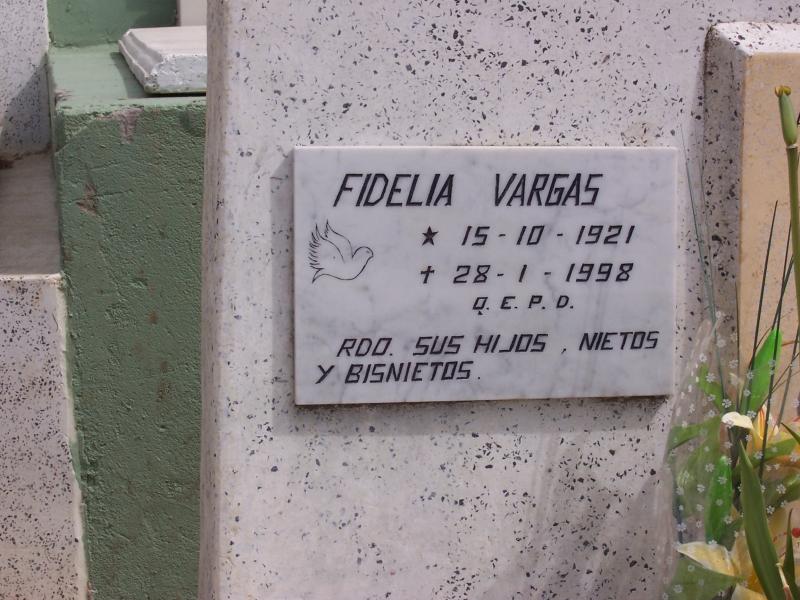 FIDELIA VARGAS
★ 15-10-1921
✝ 28-1-1998
Q.E.P.D.
RDO. SUS HIJOS, NIETOS
Y BISNIETOS.